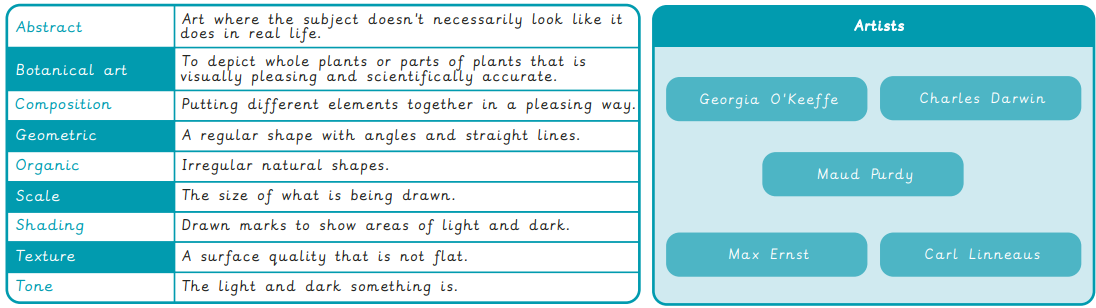 Abstract
Art where the subject doesn't necessarily look like it
does in real life.
Botanical art
To depict whole plants or parts of plants that is
visually pleasing and scientifically accurate.
Composition
Putting different elements together in a pleasing way.
Geometric
A regular shape with angles and straight lines.
Organic
Irregular natural shapes.
Scale
The size of what is being drawn.
Shading
Drawn marks to show areas of light and dark.
Texture
A surface quality that is not flat.
Tone
The light and dark something is.
Artists
Georgia O'Keeffe
Charles Darwin
Maud Purdy
Max Ernst
Carl Linneaus